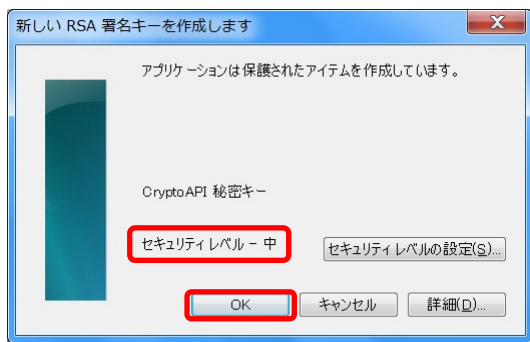 新しい RSA 署名キーを作成します
アプリケーションは保護されたアイテムを作成しています。
CryptoAPI 秘密キー
セキュリティ レベル － 中
セキュリティ レベルの設定(S)...
OK
キャンセル
詳細(D)...